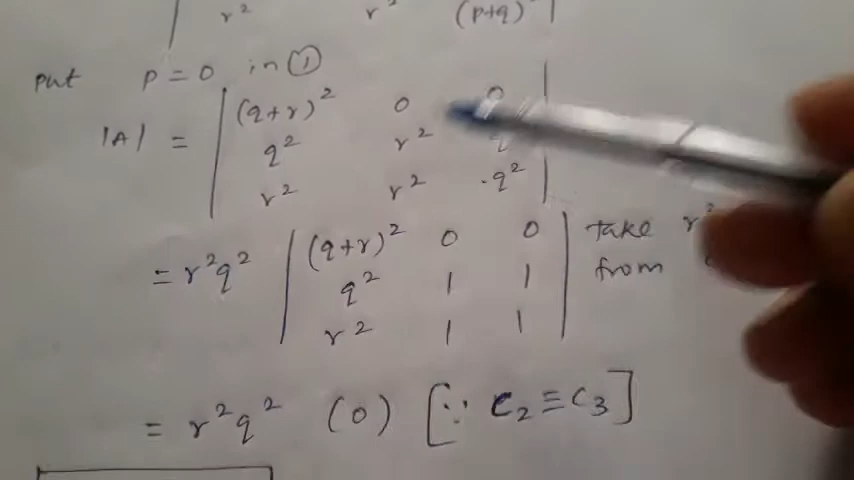 r² r² (p+q)²
put p = 0 in ①
|A| = | (q+r)² 0 0 |
| q² r² q |
| r² r² q² |
= r²q² | (q+r)² 0 0 | take r²
| q² 1 1 | from
| r² 1 1 |
= r²q² (0) [∵ C₂ ≡ C₃]